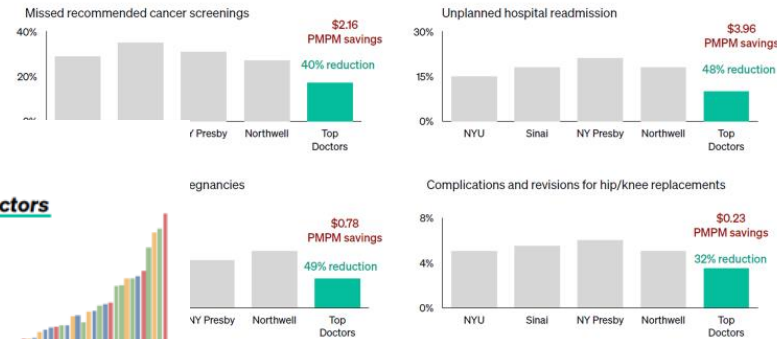 Missed recommended cancer screenings
$2.16
PMPM savings
40%
40% reduction
20%
Presby
Northwell
Top
Doctors
Unplanned hospital readmission
$3.96
PMPM savings
30%
48% reduction
15%
0%
NYU
Sinai
NY Presby
Northwell
Top
Doctors
ctors
egnancies
$0.78
PMPM savings
49% reduction
NY Presby
Northwell
Top
Doctors
Complications and revisions for hip/knee replacements
$0.23
PMPM savings
8%
32% reduction
4%
0%
NYU
Sinai
NY Presby
Northwell
Top
Doctors